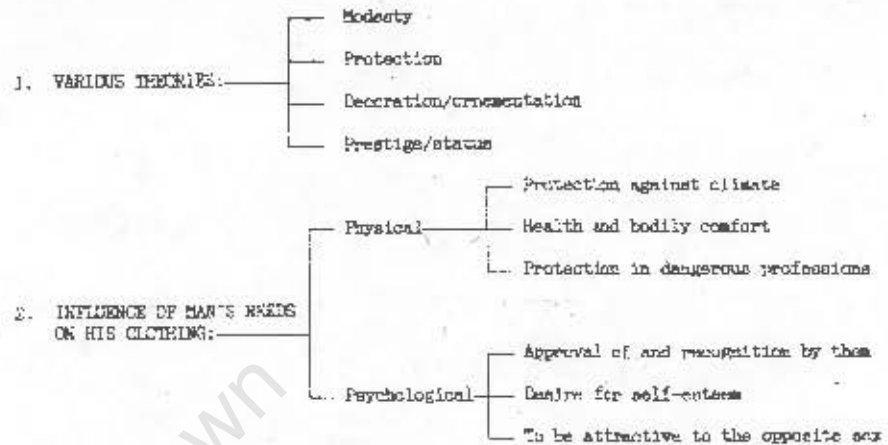 Modesty
Protection
1. VARIOUS THEORIES:
Decoration/ornementation
Prestige/status
Protection against climate
Physical
Health and bodily comfort
Protection in dangerous professions
2. INFLUENCE OF MAN'S NEEDS
ON HIS CLOTHING:
Approval of and recognition by them
Psychological
Desire for self-esteem
To be attractive to the opposite sex
own